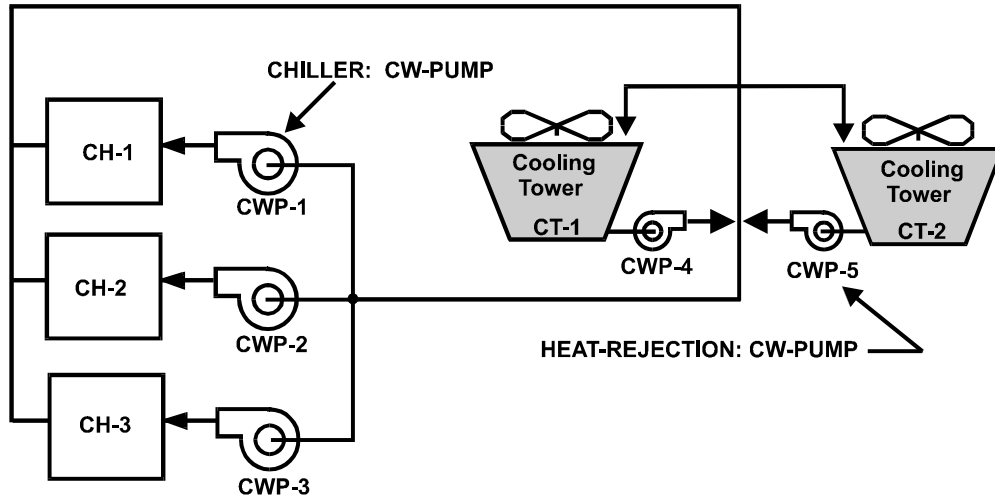 CHILLER: CW-PUMP
CH-1
CWP-1
CH-2
CWP-2
CH-3
CWP-3
Cooling
Tower
CT-1
CWP-4
Cooling
Tower
CT-2
CWP-5
HEAT-REJECTION: CW-PUMP